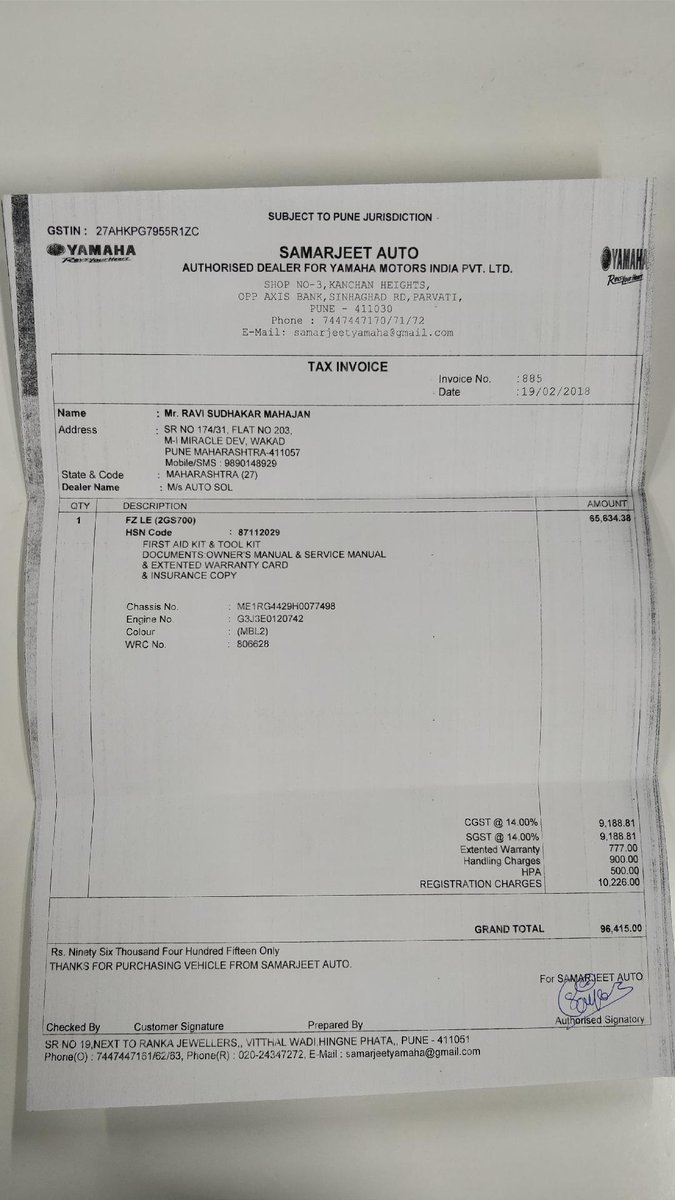 SUBJECT TO PUNE JURISDICTION
GSTIN : 27AHKPG7955R1ZC
YAMAHA
Revs Your Heart
SAMARJEET AUTO
YAMAHA
Revs Your Heart
AUTHORISED DEALER FOR YAMAHA MOTORS INDIA PVT. LTD.
SHOP NO-3,KANCHAN HEIGHTS,
OPP AXIS BANK,SINHAGHAD RD,PARVATI,
PUNE - 411030
Phone : 7447447170/71/72
E-Mail: samarjeetyamaha@gmail.com
TAX INVOICE
Invoice No. :885
Date :19/02/2018
Name : Mr. RAVI SUDHAKAR MAHAJAN
Address : SR NO 174/31, FLAT NO 203,
M-I MIRACLE DEV, WAKAD
PUNE MAHARASHTRA-411057
Mobile/SMS : 9890148929
State & Code : MAHARASHTRA (27)
Dealer Name : M/s AUTO SOL
QTY DESCRIPTION AMOUNT
1 FZ LE (2GS700) 65,634.38
HSN Code : 87112029
FIRST AID KIT & TOOL KIT
DOCUMENTS:OWNER'S MANUAL & SERVICE MANUAL
& EXTENTED WARRANTY CARD
& INSURANCE COPY
Chassis No. : ME1RG4429H0077498
Engine No. : G3J3E0120742
Colour : (MBL2)
WRC No. : 806628
CGST @ 14.00% 9,188.81
SGST @ 14.00% 9,188.81
Extented Warranty 777.00
Handling Charges 900.00
HPA 500.00
REGISTRATION CHARGES 10,226.00
GRAND TOTAL 96,415.00
Rs. Ninety Six Thousand Four Hundred Fifteen Only
THANKS FOR PURCHASING VEHICLE FROM SAMARJEET AUTO.
For SAMARJEET AUTO
Authorised Signatory
Checked By Customer Signature Prepared By
SR NO 19,NEXT TO RANKA JEWELLERS,, VITTHAL WADI,HINGNE PHATA,, PUNE - 411051
Phone(O) : 7447447161/62/63, Phone(R) : 020-24347272, E-Mail : samarjeetyamaha@gmail.com